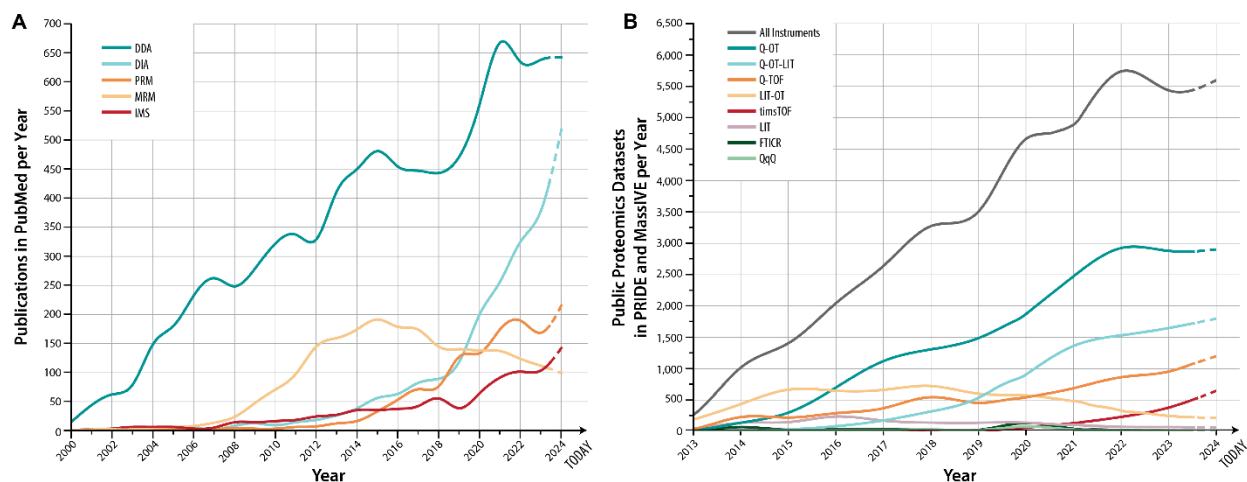 A
Publications in PubMed per Year
700
650
600
550
500
450
400
350
300
250
200
150
100
50
0
DDA
DIA
PRM
MRM
IMS
2000
2002
2004
2006
2008
2010
2012
2014
2016
2018
2020
2022
2024
TODAY
Year
B
Public Proteomics Datasets
in PRIDE and MassIVE per Year
6,500
6,000
5,750
5,500
5,000
4,750
4,500
4,000
3,500
3,000
2,500
2,000
1,500
1,000
500
0
All Instruments
Q-OT
Q-OT-LIT
Q-TOF
LIT-OT
timsTOF
LIT
FTICR
QqQ
2013
2014
2015
2016
2017
2018
2019
2020
2021
2022
2023
2024
TODAY
Year